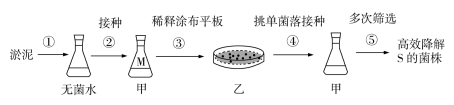 接种 稀释涂布平板 挑单菌落接种 多次筛选
淤泥 ① ② M ③ ④ ⑤ 高效降解
S的菌株
无菌水 甲 乙 甲